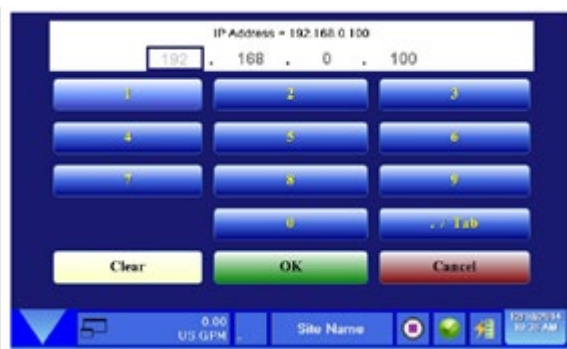 IP Address = 192.168.0.100
192 . 168 . 0 . 100
1 2 3
4 5 6
7 8 9
0 . / Tab
Clear OK Cancel
0.00
US GPM Site Name